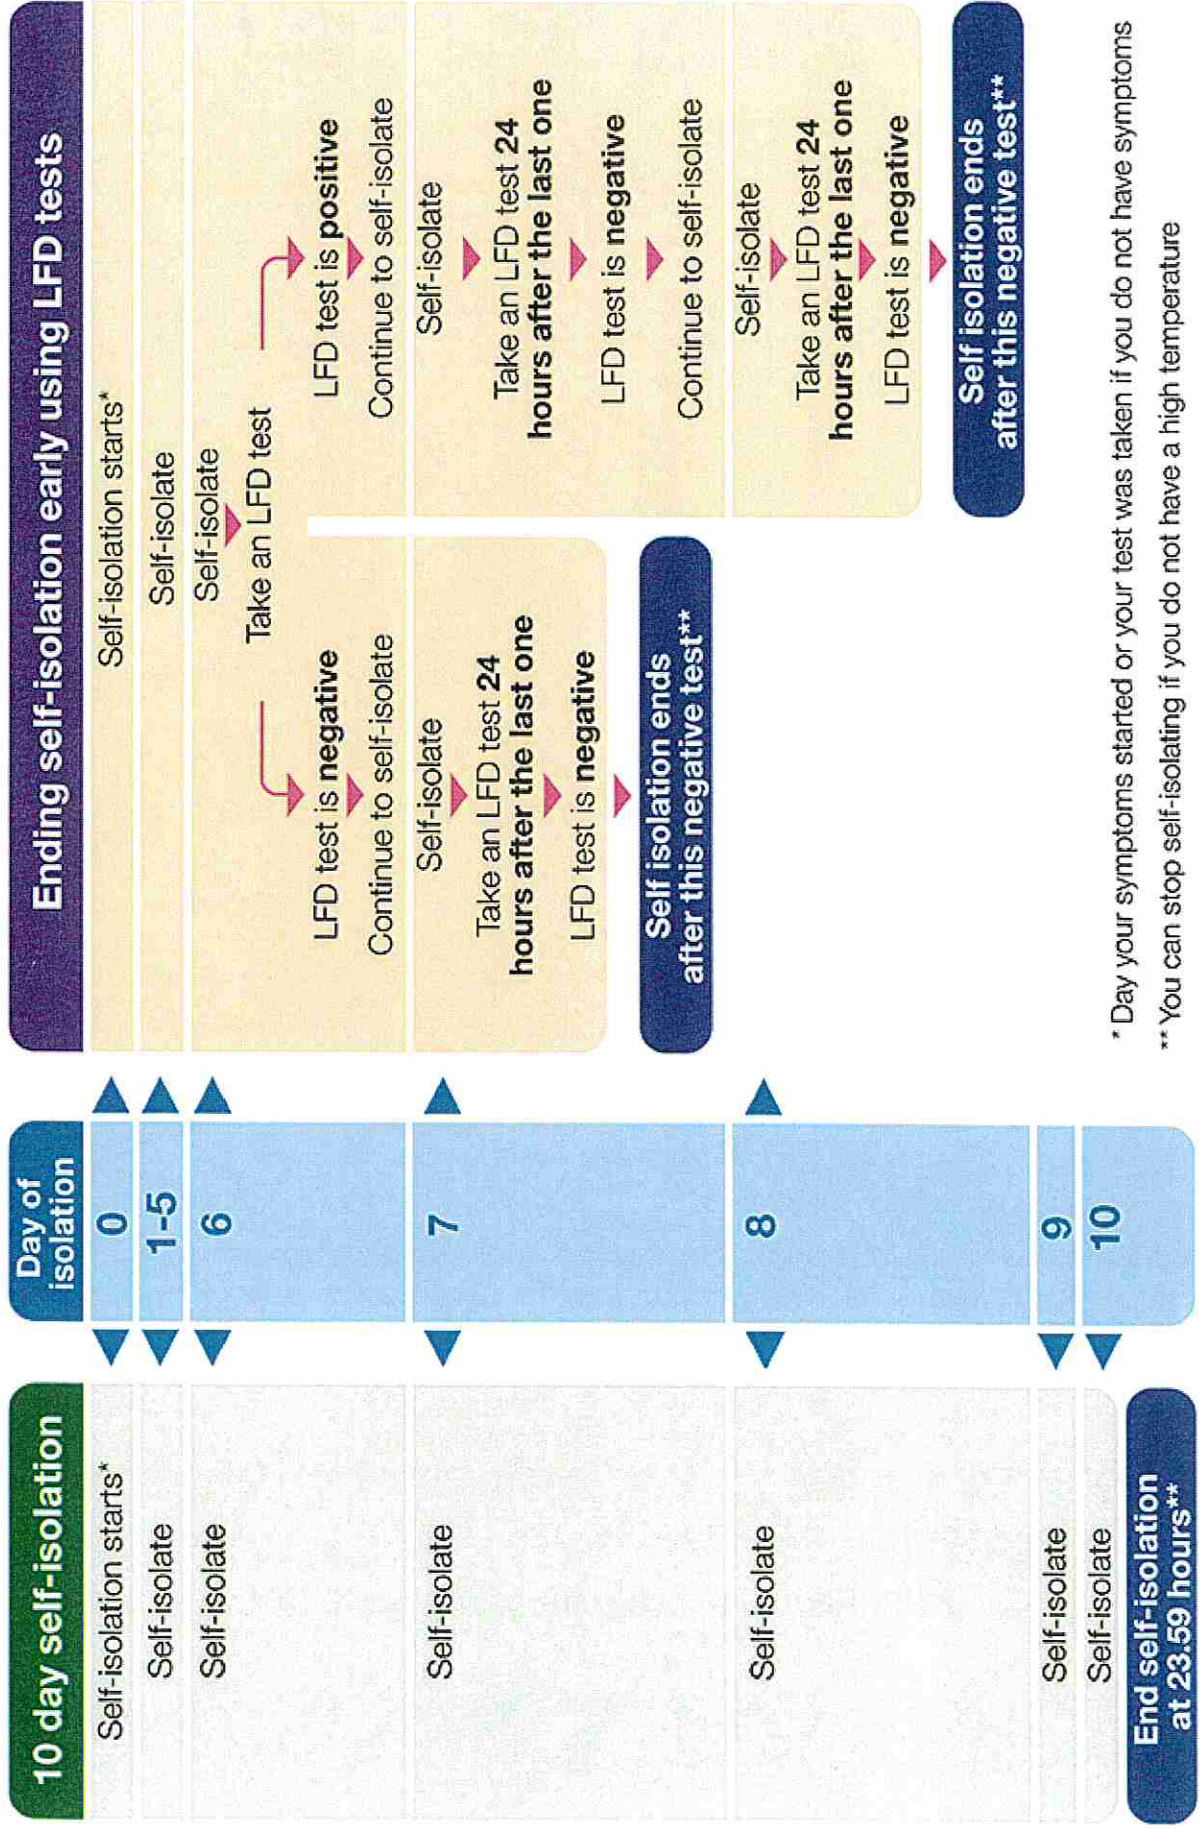 10 day self-isolation
Self-isolation starts*
Self-isolate
Self-isolate
Self-isolate
Self-isolate
Self-isolate
Self-isolate
End self-isolation
at 23.59 hours**
Day of
isolation
0
1-5
6
7
8
9
10
Ending self-isolation early using LFD tests
Self-isolation starts*
Self-isolate
Self-isolate
Take an LFD test
LFD test is negative
Continue to self-isolate
Self-isolate
Take an LFD test 24
hours after the last one
LFD test is negative
Self isolation ends
after this negative test**
LFD test is positive
Continue to self-isolate
Self-isolate
Take an LFD test 24
hours after the last one
LFD test is negative
Continue to self-isolate
Self-isolate
Take an LFD test 24
hours after the last one
LFD test is negative
Self isolation ends
after this negative test**
* Day your symptoms started or your test was taken if you do not have symptoms
** You can stop self-isolating if you do not have a high temperature